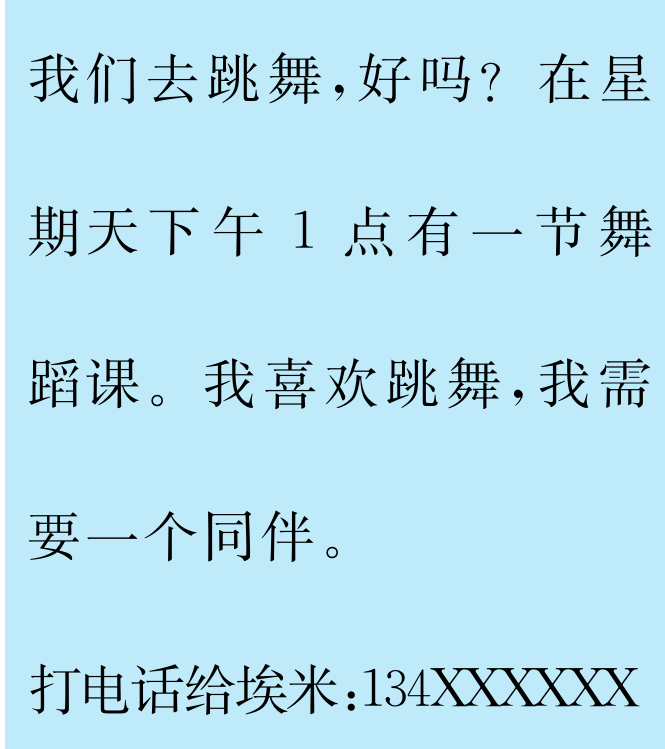 我们去跳舞,好吗? 在星
期天下午 1 点有一节舞
蹈课。我喜欢跳舞,我需
要一个同伴。
打电话给埃米:134XXXXXX